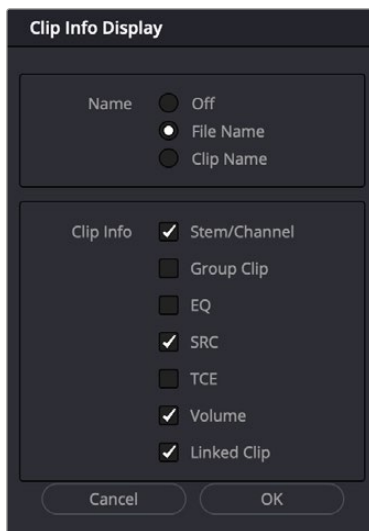 Clip Info Display
Name
Off
File Name
Clip Name
Clip Info
Stem/Channel
Group Clip
EQ
SRC
TCE
Volume
Linked Clip
Cancel
OK